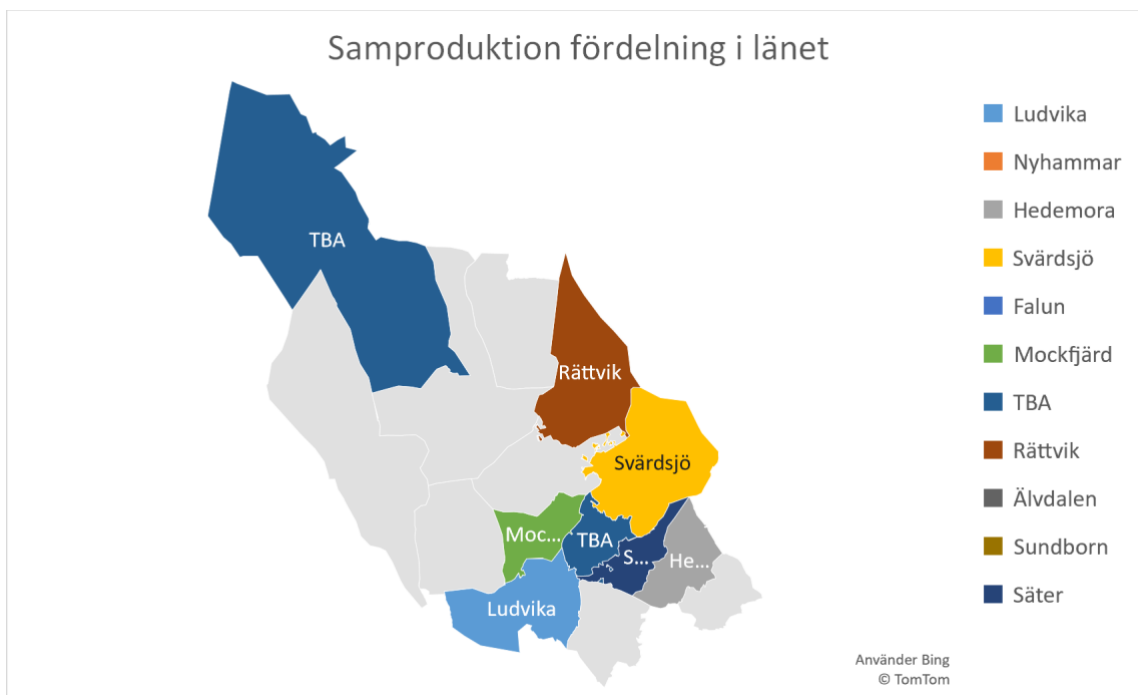 Samproduktion fördelning i länet
TBA
Rättvik
Svärdsjö
Moc...
TBA
S...
He...
Ludvika
Ludvika
Nyhammar
Hedemora
Svärdsjö
Falun
Mockfjärd
TBA
Rättvik
Älvdalen
Sundborn
Säter
Använder Bing
© TomTom